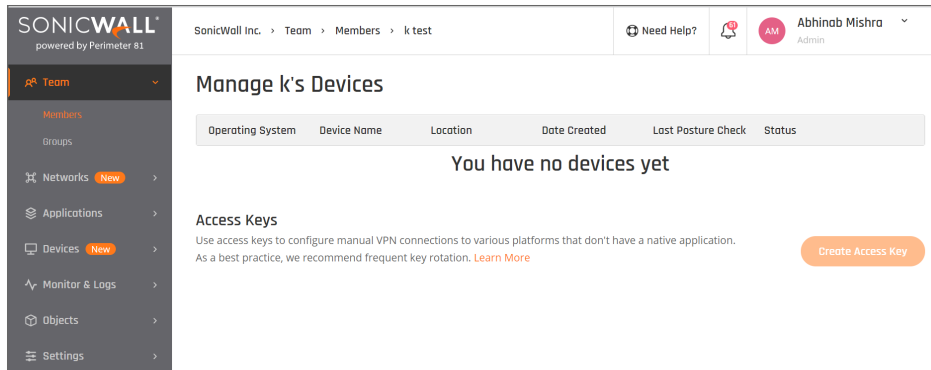 SONICWALL
powered by Perimeter 81
SonicWall Inc. › Team › Members › k test
Need Help?
81
AM
Abhinab Mishra
Admin
Team
Members
Groups
Networks New
Applications
Devices New
Monitor & Logs
Objects
Settings
Manage k's Devices
Operating System Device Name Location Date Created Last Posture Check Status
You have no devices yet
Access Keys
Use access keys to configure manual VPN connections to various platforms that don't have a native application.
As a best practice, we recommend frequent key rotation. Learn More
Create Access Key